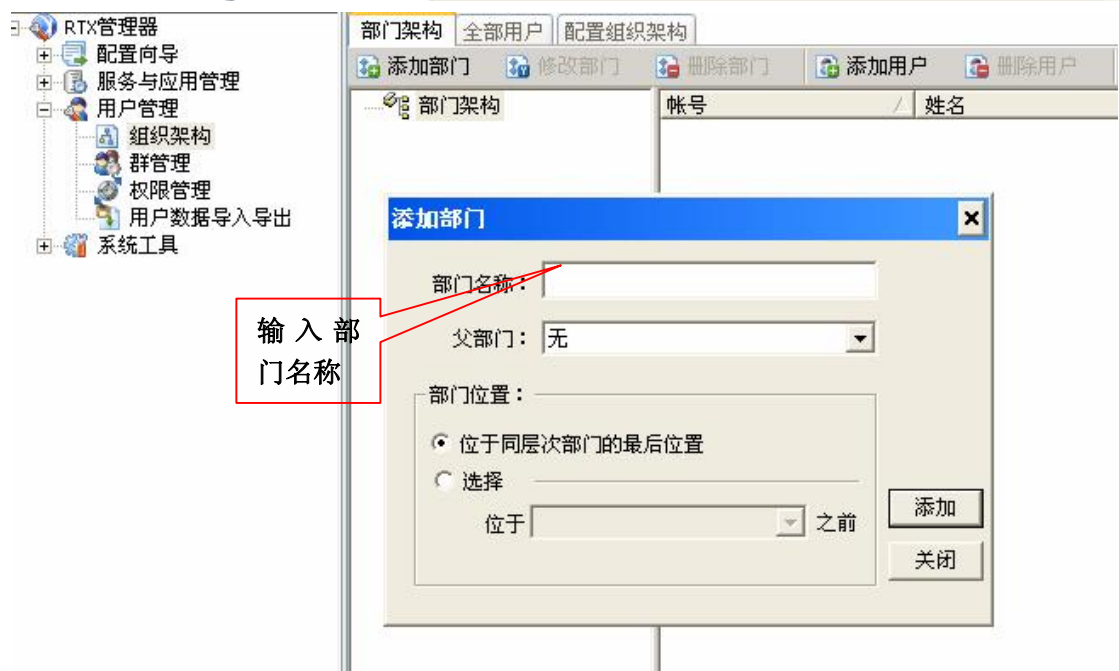 RTX管理器
配置向导
服务与应用管理
用户管理
组织架构
群管理
权限管理
用户数据导入导出
系统工具
部门架构 全部用户 配置组织架构
添加部门 修改部门 删除部门 添加用户 删除用户
部门架构
帐号 姓名
添加部门
部门名称：
输入部
门名称
父部门： 无
部门位置：
位于同层次部门的最后位置
选择
位于 之前
添加
关闭